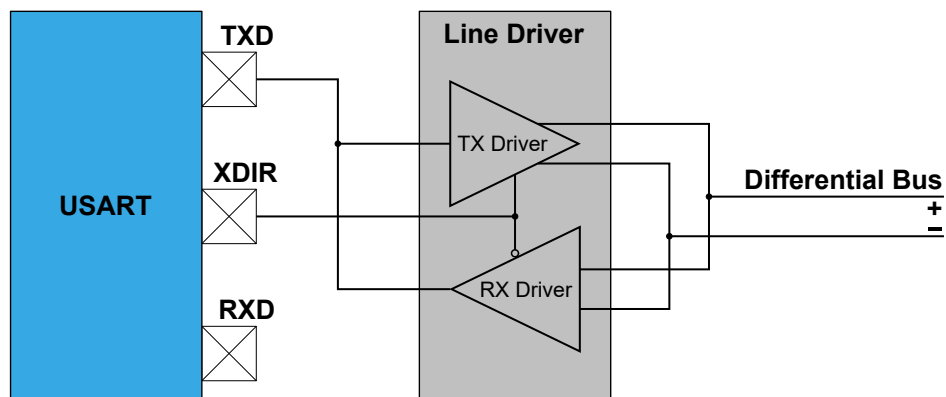 TXD
Line Driver
TX Driver
XDIR
USART
Differential Bus
+
−
RX Driver
RXD